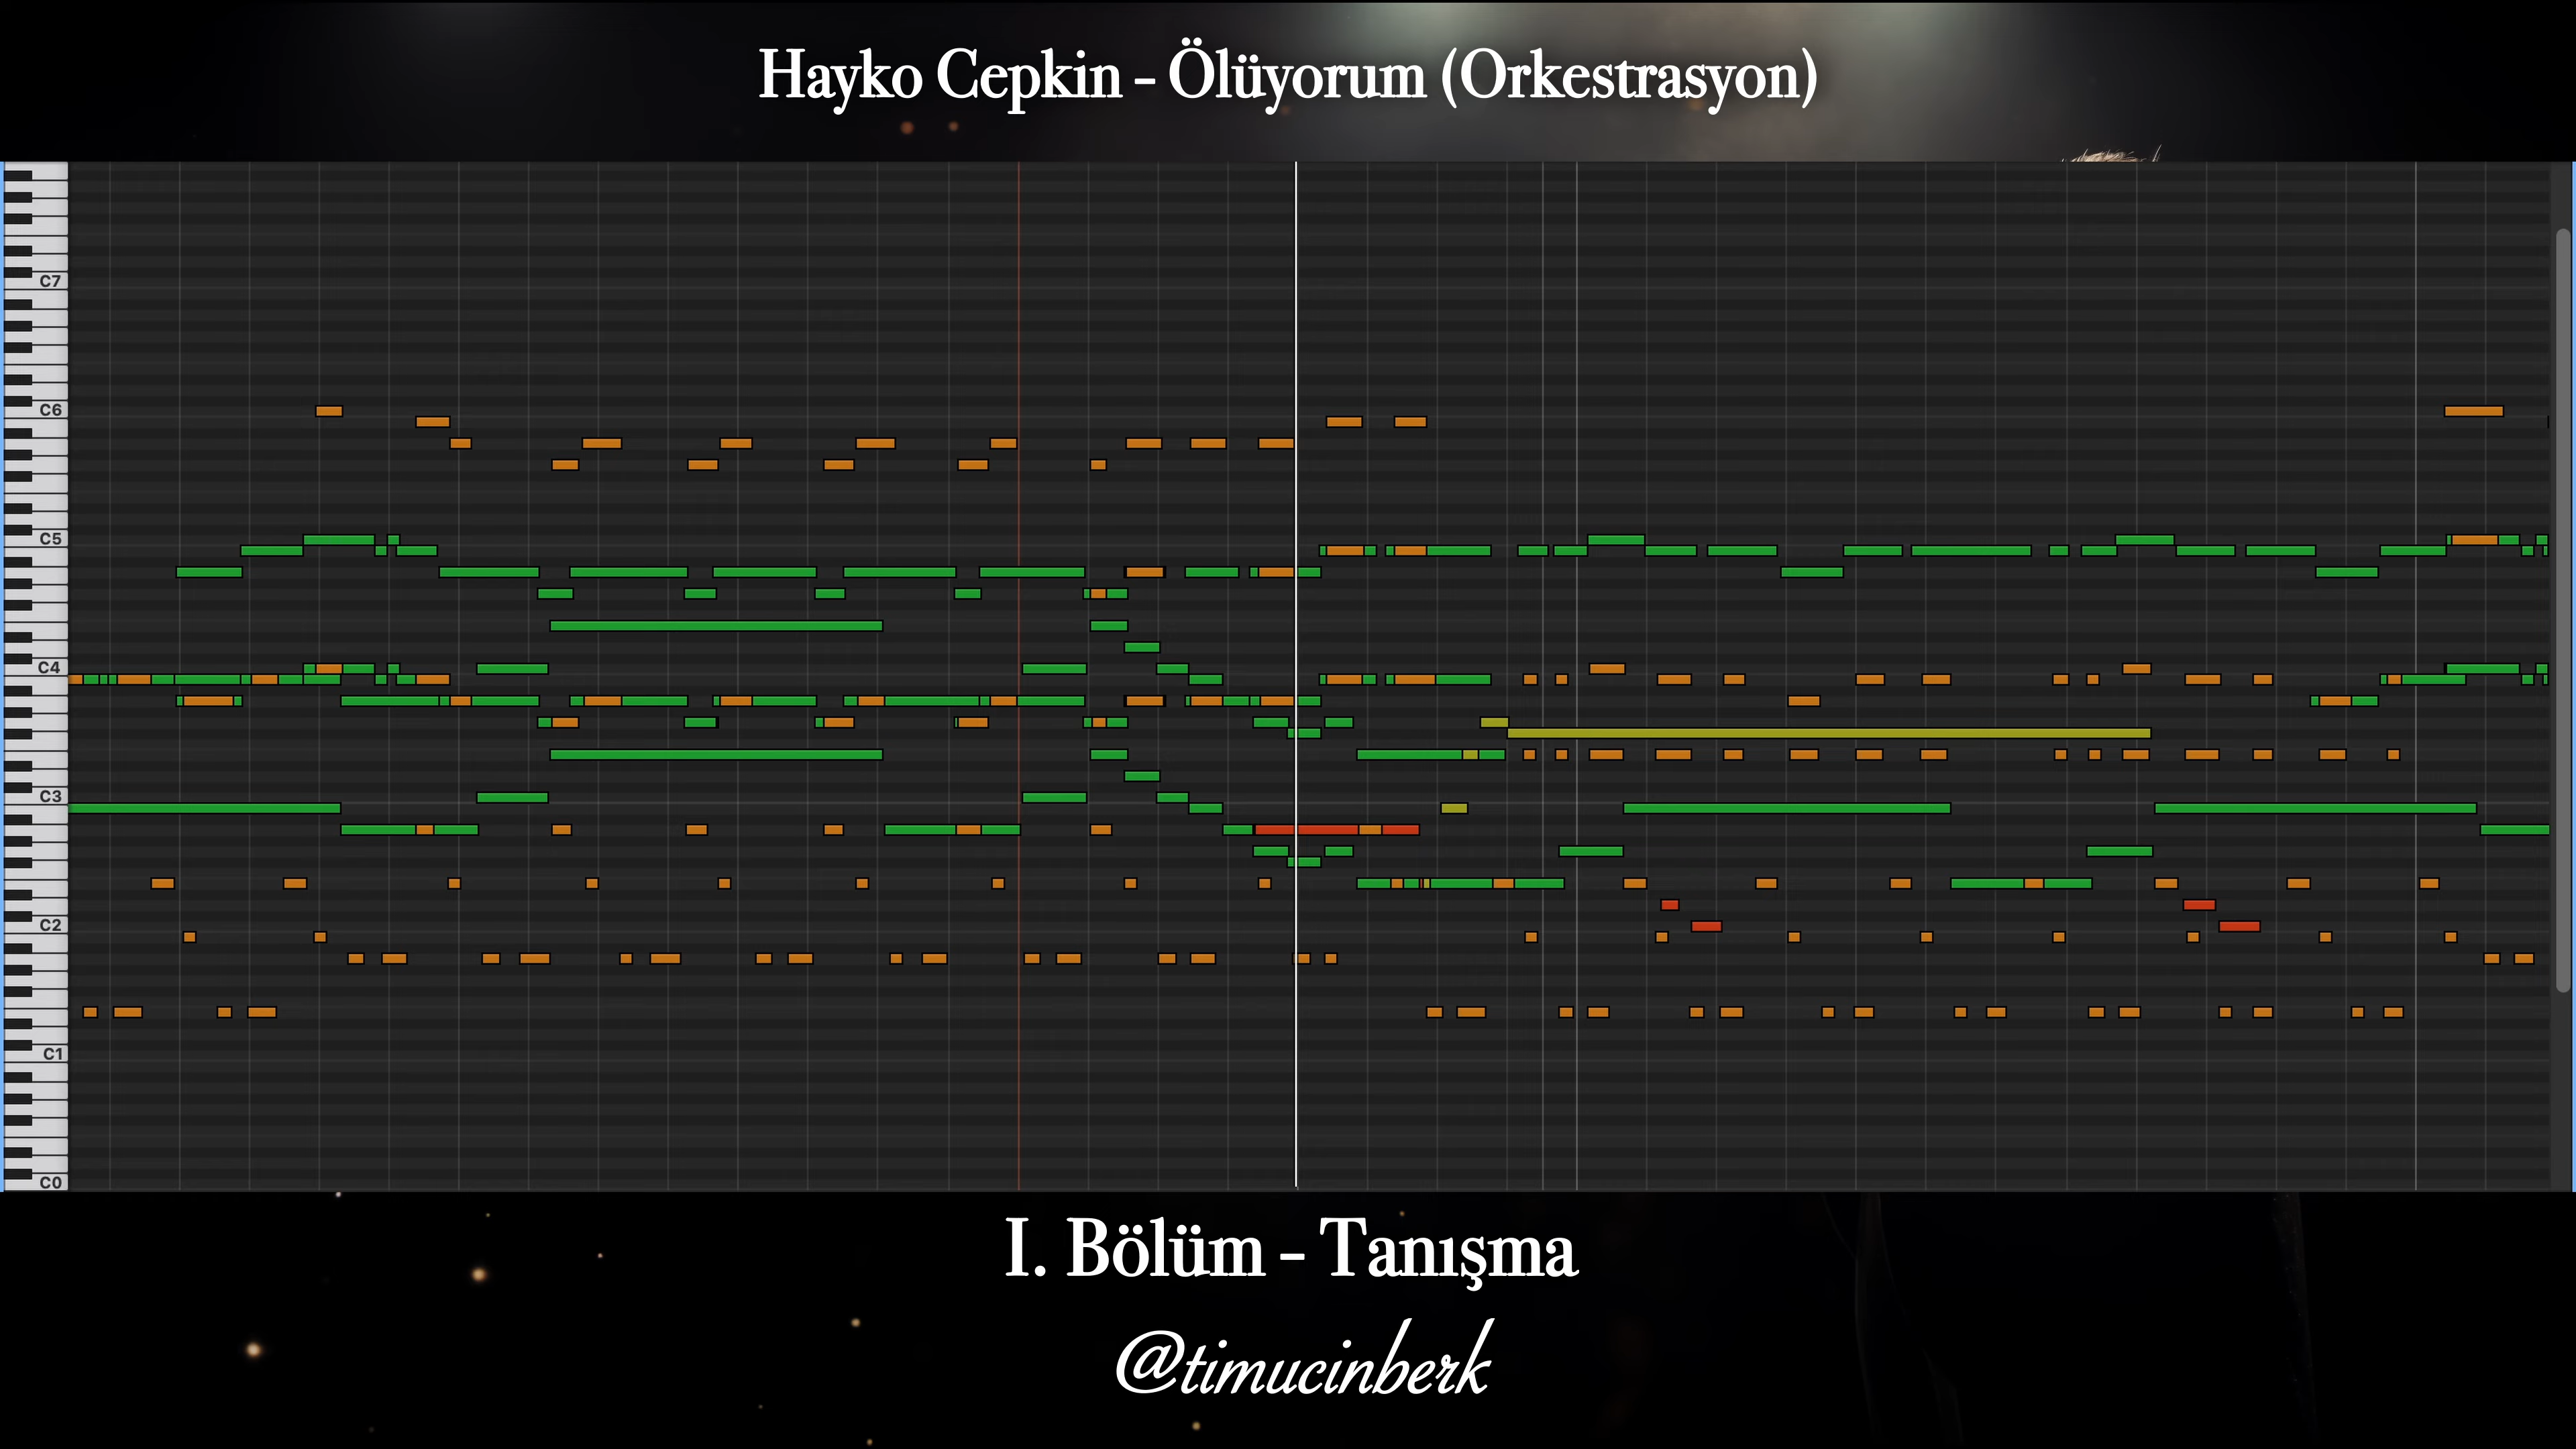 Hayko Cepkin - Ölüyorum (Orkestrasyon)
C7
C6
C5
C4
C3
C2
C1
C0
I. Bölüm - Tanışma
@timucinberk